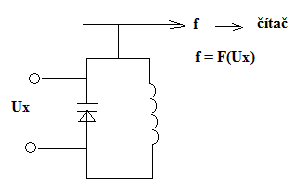 f čítač
f = F(Ux)
Ux